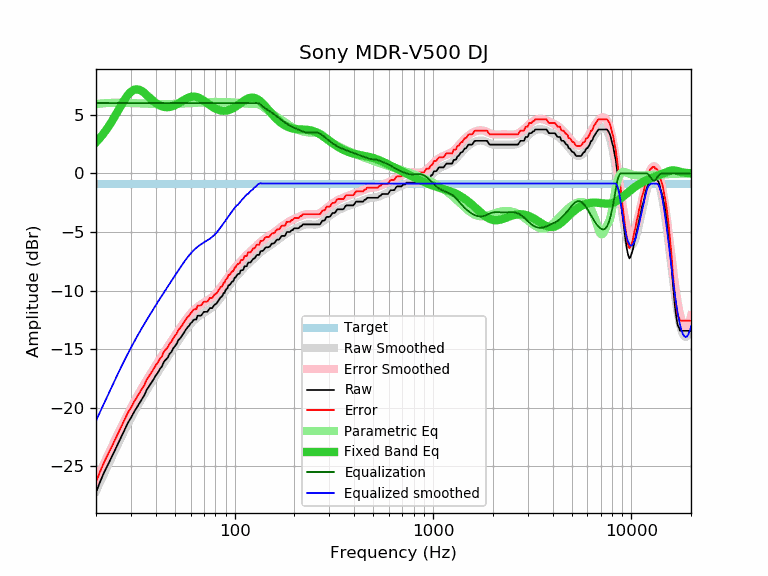 Sony MDR-V500 DJ
5
0
−5
−10
−15
−20
−25
Amplitude (dBr)
Target
Raw Smoothed
Error Smoothed
Raw
Error
Parametric Eq
Fixed Band Eq
Equalization
Equalized smoothed
100
1000
10000
Frequency (Hz)